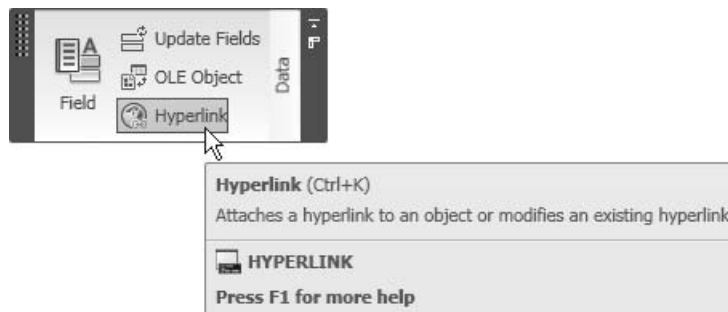 Update Fields
OLE Object
Field
Hyperlink
Data
Hyperlink (Ctrl+K)
Attaches a hyperlink to an object or modifies an existing hyperlink
HYPERLINK
Press F1 for more help